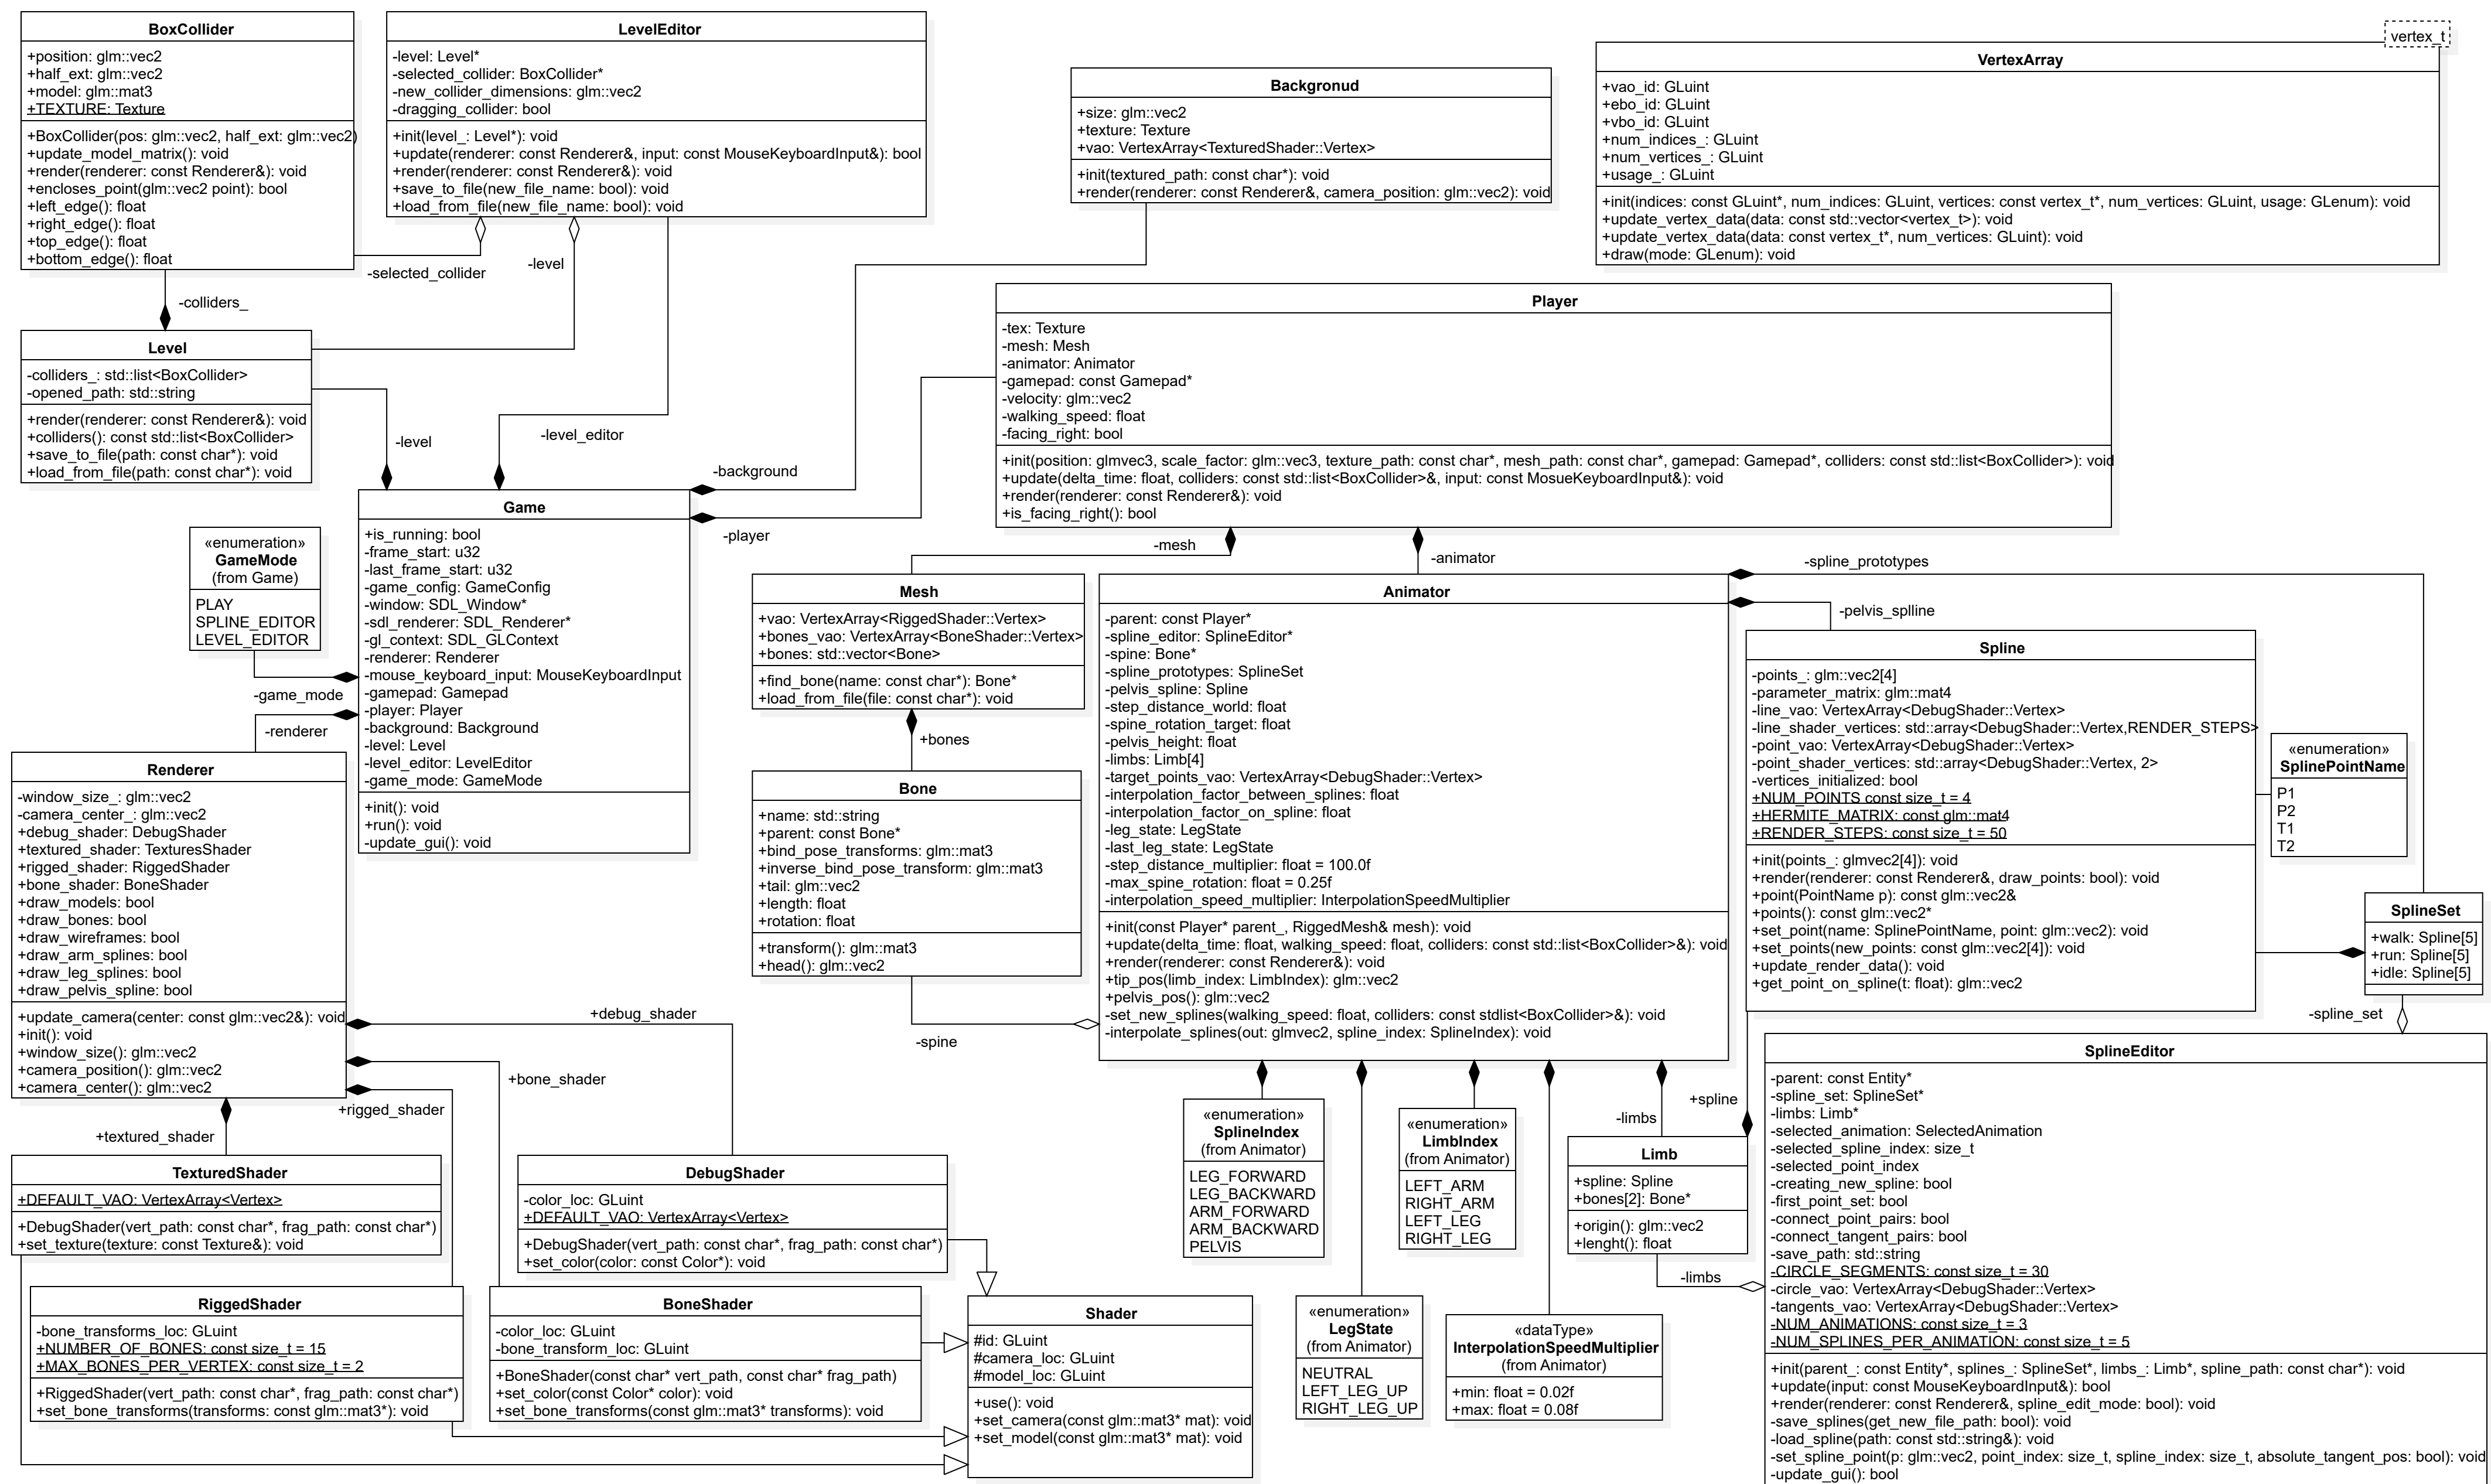 BoxCollider
+position: glm::vec2
+half_ext: glm::vec2
+model: glm::mat3
+TEXTURE: Texture
+BoxCollider(pos: glm::vec2, half_ext: glm::vec2)
+update_model_matrix(): void
+render(renderer: const Renderer&): void
+encloses_point(glm::vec2 point): bool
+left_edge(): float
+right_edge(): float
+top_edge(): float
+bottom_edge(): float
LevelEditor
-level: Level*
-selected_collider: BoxCollider*
-new_collider_dimensions: glm::vec2
-dragging_collider: bool
+init(level_: Level*): void
+update(renderer: const Renderer&, input: const MouseKeyboardInput&): bool
+render(renderer: const Renderer&): void
+save_to_file(new_file_name: bool): void
+load_from_file(new_file_name: bool): void
Backgronud
+size: glm::vec2
+texture: Texture
+vao: VertexArray<TexturedShader::Vertex>
+init(textured_path: const char*): void
+render(renderer: const Renderer&, camera_position: glm::vec2): void
vertex_t
VertexArray
+vao_id: GLuint
+ebo_id: GLuint
+vbo_id: GLuint
+num_indices_: GLuint
+num_vertices_: GLuint
+usage_: GLuint
+init(indices: const GLuint*, num_indices: GLuint, vertices: const vertex_t*, num_vertices: GLuint, usage: GLenum): void
+update_vertex_data(data: const std::vector<vertex_t>): void
+update_vertex_data(data: const vertex_t*, num_vertices: GLuint): void
+draw(mode: GLenum): void
-selected_collider
-level
-colliders_
Level
-colliders_: std::list<BoxCollider>
-opened_path: std::string
+render(renderer: const Renderer&): void
+colliders(): const std::list<BoxCollider>
+save_to_file(path: const char*): void
+load_from_file(path: const char*): void
-level
-level_editor
-background
-player
Player
-tex: Texture
-mesh: Mesh
-animator: Animator
-gamepad: const Gamepad*
-velocity: glm::vec2
-walking_speed: float
-facing_right: bool
+init(position: glmvec3, scale_factor: glm::vec3, texture_path: const char*, mesh_path: const char*, gamepad: Gamepad*, colliders: const std::list<BoxCollider>): void
+update(delta_time: float, colliders: const std::list<BoxCollider>&, input: const MosueKeyboardInput&): void
+render(renderer: const Renderer&): void
+is_facing_right(): bool
«enumeration»
GameMode
(from Game)
PLAY
SPLINE_EDITOR
LEVEL_EDITOR
-game_mode
-renderer
Game
+is_running: bool
-frame_start: u32
-last_frame_start: u32
-game_config: GameConfig
-window: SDL_Window*
-sdl_renderer: SDL_Renderer*
-gl_context: SDL_GLContext
-renderer: Renderer
-mouse_keyboard_input: MouseKeyboardInput
-gamepad: Gamepad
-player: Player
-background: Background
-level: Level
-level_editor: LevelEditor
-game_mode: GameMode
+init(): void
+run(): void
-update_gui(): void
-mesh
-animator
-spline_prototypes
-pelvis_splline
Mesh
+vao: VertexArray<RiggedShader::Vertex>
+bones_vao: VertexArray<BoneShader::Vertex>
+bones: std::vector<Bone>
+find_bone(name: const char*): Bone*
+load_from_file(file: const char*): void
+bones
Bone
+name: std::string
+parent: const Bone*
+bind_pose_transforms: glm::mat3
+inverse_bind_pose_transform: glm::mat3
+tail: glm::vec2
+length: float
+rotation: float
+transform(): glm::mat3
+head(): glm::vec2
-spine
Animator
-parent: const Player*
-spline_editor: SplineEditor*
-spine: Bone*
-spline_prototypes: SplineSet
-pelvis_spline: Spline
-step_distance_world: float
-spine_rotation_target: float
-pelvis_height: float
-limbs: Limb[4]
-target_points_vao: VertexArray<DebugShader::Vertex>
-interpolation_factor_between_splines: float
-interpolation_factor_on_spline: float
-leg_state: LegState
-last_leg_state: LegState
-step_distance_multiplier: float = 100.0f
-max_spine_rotation: float = 0.25f
-interpolation_speed_multiplier: InterpolationSpeedMultiplier
+init(const Player* parent_, RiggedMesh& mesh): void
+update(delta_time: float, walking_speed: float, colliders: const std::list<BoxCollider>&): void
+render(renderer: const Renderer&): void
+tip_pos(limb_index: LimbIndex): glm::vec2
+pelvis_pos(): glm::vec2
-set_new_splines(walking_speed: float, colliders: const stdlist<BoxCollider>&): void
-interpolate_splines(out: glmvec2, spline_index: SplineIndex): void
Spline
-points_: glm::vec2[4]
-parameter_matrix: glm::mat4
-line_vao: VertexArray<DebugShader::Vertex>
-line_shader_vertices: std::array<DebugShader::Vertex,RENDER_STEPS>
-point_vao: VertexArray<DebugShader::Vertex>
-point_shader_vertices: std::array<DebugShader::Vertex, 2>
-vertices_initialized: bool
+NUM_POINTS const size_t = 4
+HERMITE_MATRIX: const glm::mat4
+RENDER_STEPS: const size_t = 50
+init(points_: glmvec2[4]): void
+render(renderer: const Renderer&, draw_points: bool): void
+point(PointName p): const glm::vec2&
+points(): const glm::vec2*
+set_point(name: SplinePointName, point: glm::vec2): void
+set_points(new_points: const glm::vec2[4]): void
+update_render_data(): void
+get_point_on_spline(t: float): glm::vec2
«enumeration»
SplinePointName
P1
P2
T1
T2
SplineSet
+walk: Spline[5]
+run: Spline[5]
+idle: Spline[5]
-spline_set
Renderer
-window_size_: glm::vec2
-camera_center_: glm::vec2
+debug_shader: DebugShader
+textured_shader: TexturesShader
+rigged_shader: RiggedShader
+bone_shader: BoneShader
+draw_models: bool
+draw_bones: bool
+draw_wireframes: bool
+draw_arm_splines: bool
+draw_leg_splines: bool
+draw_pelvis_spline: bool
+update_camera(center: const glm::vec2&): void
+init(): void
+window_size(): glm::vec2
+camera_position(): glm::vec2
+camera_center(): glm::vec2
+debug_shader
+bone_shader
+rigged_shader
+textured_shader
TexturedShader
+DEFAULT_VAO: VertexArray<Vertex>
+DebugShader(vert_path: const char*, frag_path: const char*)
+set_texture(texture: const Texture&): void
DebugShader
-color_loc: GLuint
+DEFAULT_VAO: VertexArray<Vertex>
+DebugShader(vert_path: const char*, frag_path: const char*)
+set_color(color: const Color*): void
RiggedShader
-bone_transforms_loc: GLuint
+NUMBER_OF_BONES: const size_t = 15
+MAX_BONES_PER_VERTEX: const size_t = 2
+RiggedShader(vert_path: const char*, frag_path: const char*)
+set_bone_transforms(transforms: const glm::mat3*): void
BoneShader
-color_loc: GLuint
-bone_transform_loc: GLuint
+BoneShader(const char* vert_path, const char* frag_path)
+set_color(const Color* color): void
+set_bone_transforms(const glm::mat3* transforms): void
Shader
#id: GLuint
#camera_loc: GLuint
#model_loc: GLuint
+use(): void
+set_camera(const glm::mat3* mat): void
+set_model(const glm::mat3* mat): void
«enumeration»
SplineIndex
(from Animator)
LEG_FORWARD
LEG_BACKWARD
ARM_FORWARD
ARM_BACKWARD
PELVIS
«enumeration»
LegState
(from Animator)
NEUTRAL
LEFT_LEG_UP
RIGHT_LEG_UP
«enumeration»
LimbIndex
(from Animator)
LEFT_ARM
RIGHT_ARM
LEFT_LEG
RIGHT_LEG
«dataType»
InterpolationSpeedMultiplier
(from Animator)
+min: float = 0.02f
+max: float = 0.08f
-limbs
+spline
Limb
+spline: Spline
+bones[2]: Bone*
+origin(): glm::vec2
+lenght(): float
-limbs
SplineEditor
-parent: const Entity*
-spline_set: SplineSet*
-limbs: Limb*
-selected_animation: SelectedAnimation
-selected_spline_index: size_t
-selected_point_index
-creating_new_spline: bool
-first_point_set: bool
-connect_point_pairs: bool
-connect_tangent_pairs: bool
-save_path: std::string
-CIRCLE_SEGMENTS: const size_t = 30
-circle_vao: VertexArray<DebugShader::Vertex>
-tangents_vao: VertexArray<DebugShader::Vertex>
-NUM_ANIMATIONS: const size_t = 3
-NUM_SPLINES_PER_ANIMATION: const size_t = 5
+init(parent_: const Entity*, splines_: SplineSet*, limbs_: Limb*, spline_path: const char*): void
+update(input: const MouseKeyboardInput&): bool
+render(renderer: const Renderer&, spline_edit_mode: bool): void
-save_splines(get_new_file_path: bool): void
-load_spline(path: const std::string&): void
-set_spline_point(p: glm::vec2, point_index: size_t, spline_index: size_t, absolute_tangent_pos: bool): void
-update_gui(): bool